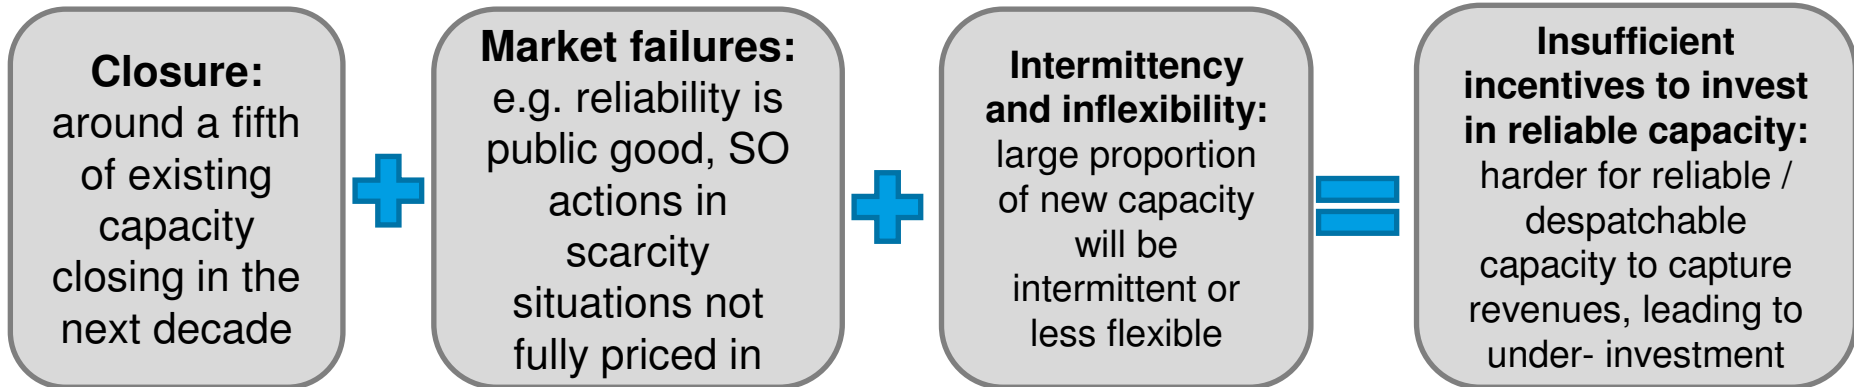 Closure:
around a fifth
of existing
capacity
closing in the
next decade
Market failures:
e.g. reliability is
public good, SO
actions in
scarcity
situations not
fully priced in
Intermittency
and inflexibility:
large proportion
of new capacity
will be
intermittent or
less flexible
Insufficient
incentives to invest
in reliable capacity:
harder for reliable /
despatchable
capacity to capture
revenues, leading to
under- investment